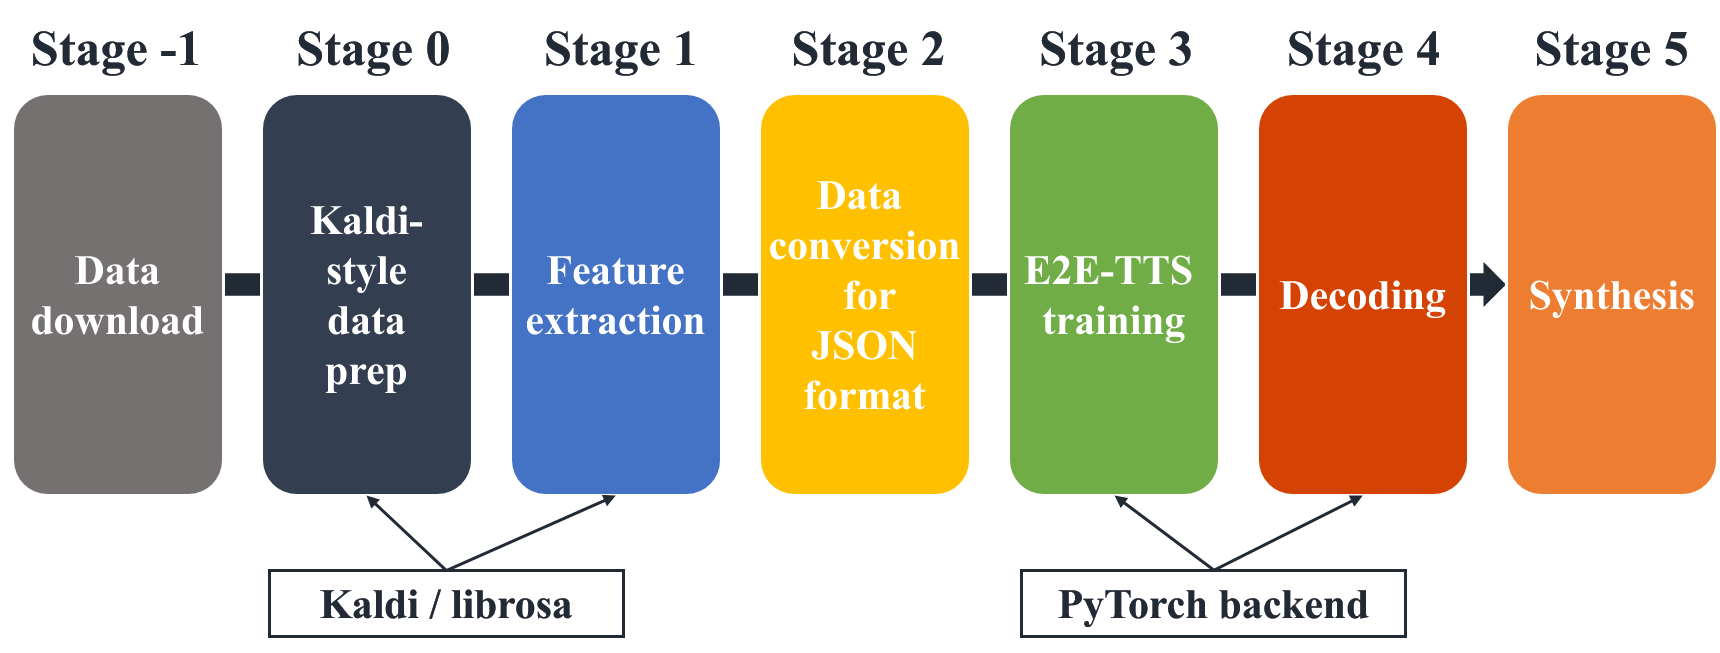 Stage -1
Stage 0
Stage 1
Stage 2
Stage 3
Stage 4
Stage 5
Data
download
Kaldi-
style
data
prep
Feature
extraction
Data
conversion
for
JSON
format
E2E-TTS
training
Decoding
Synthesis
Kaldi / librosa
PyTorch backend